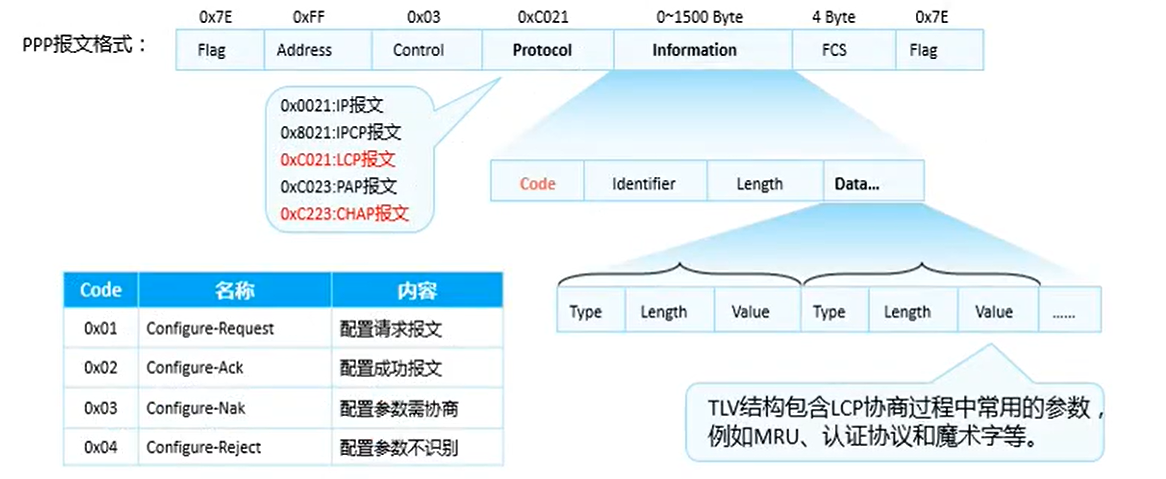 0x7E 0xFF 0x03 0xC021 0~1500 Byte 4 Byte 0x7E
PPP报文格式： Flag Address Control Protocol Information FCS Flag
0x0021:IP报文
0x8021:IPCP报文
0xC021:LCP报文
0xC023:PAP报文
0xC223:CHAP报文
Code Identifier Length Data...
Type Length Value Type Length Value ......
TLV结构包含LCP协商过程中常用的参数，
例如MRU、认证协议和魔术字等。
Code 名称 内容
0x01 Configure-Request 配置请求报文
0x02 Configure-Ack 配置成功报文
0x03 Configure-Nak 配置参数需协商
0x04 Configure-Reject 配置参数不识别